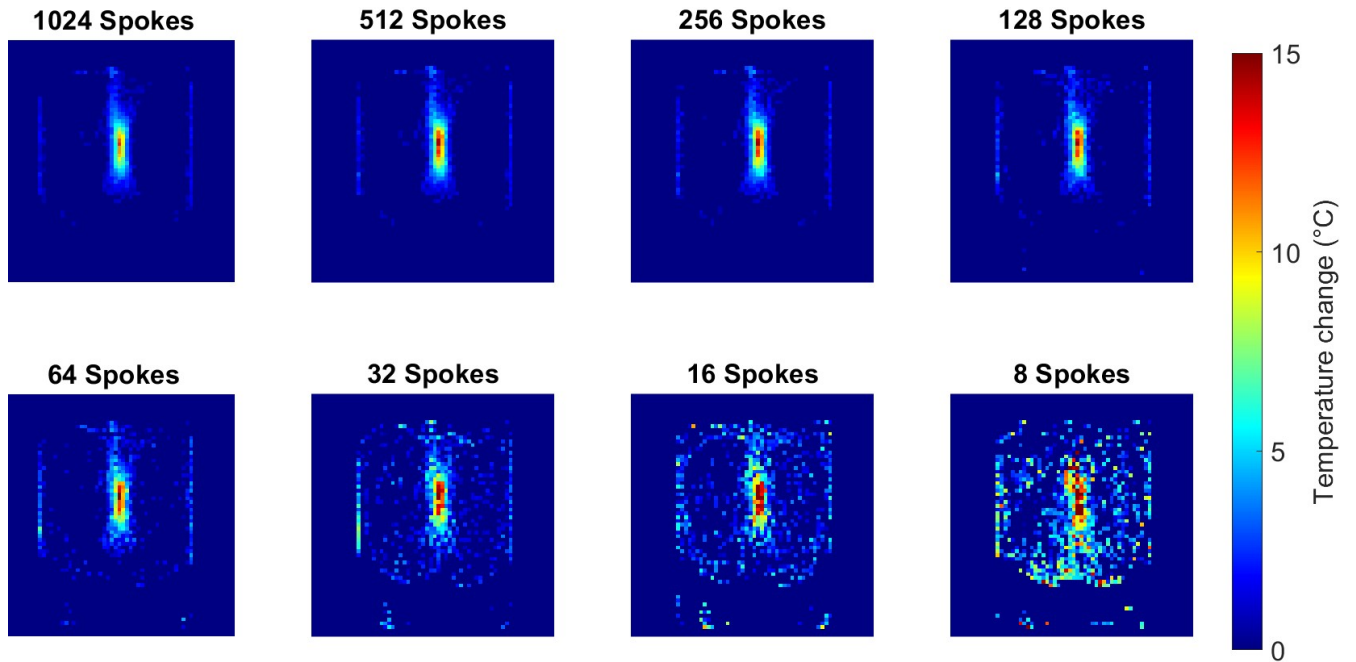 1024 Spokes
512 Spokes
256 Spokes
128 Spokes
64 Spokes
32 Spokes
16 Spokes
8 Spokes
15
10
5
0
Temperature change (°C)